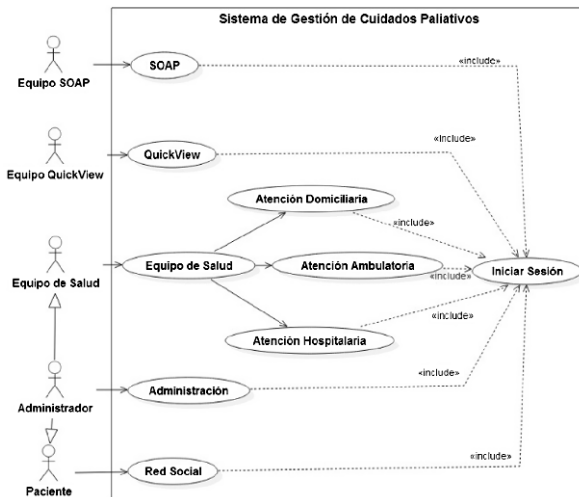 Sistema de Gestión de Cuidados Paliativos
Equipo SOAP
SOAP
«include»
Equipo QuickView
QuickView
«include»
Atención Domiciliaria
«include»
Equipo de Salud
Equipo de Salud
Atención Ambulatoria
«include»
Iniciar Sesión
Atención Hospitalaria
«include»
Administrador
Administración
«include»
Paciente
Red Social
«include»